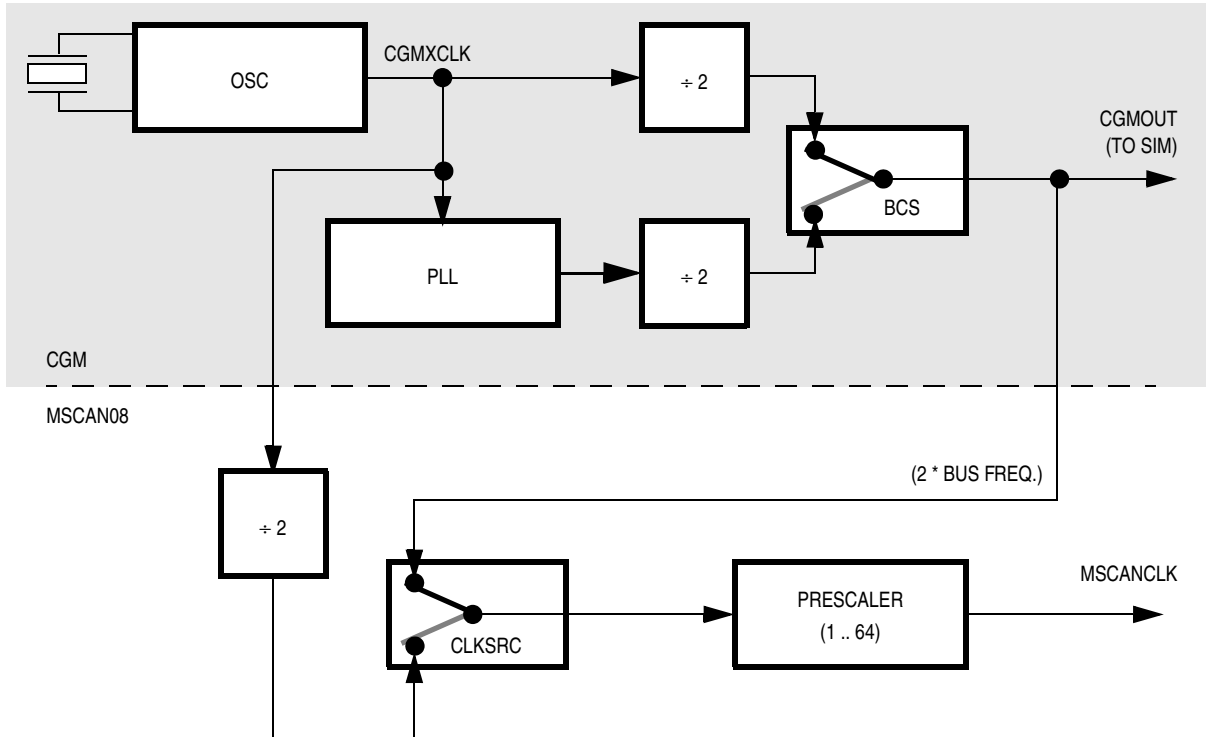 CGMXCLK
OSC
÷ 2
CGMOUT
(TO SIM)
BCS
PLL
÷ 2
CGM
MSCAN08
(2 * BUS FREQ.)
÷ 2
MSCANCLK
PRESCALER
(1 .. 64)
CLKSRC